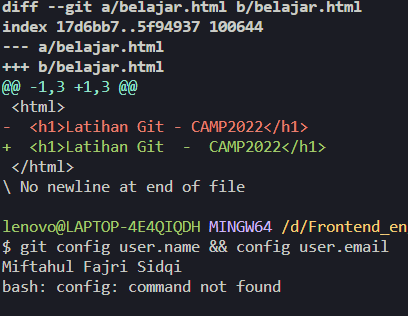 diff --git a/belajar.html b/belajar.html
index 17d6bb7..5f94937 100644
--- a/belajar.html
+++ b/belajar.html
@@ -1,3 +1,3 @@
 <html>
-  <h1>Latihan Git - CAMP2022</h1>
+  <h1>Latihan Git  -  CAMP2022</h1>
 </html>
\ No newline at end of file
lenovo@LAPTOP-4E4QIQDH MINGW64 /d/Frontend_en
$ git config user.name && config user.email
Miftahul Fajri Sidqi
bash: config: command not found